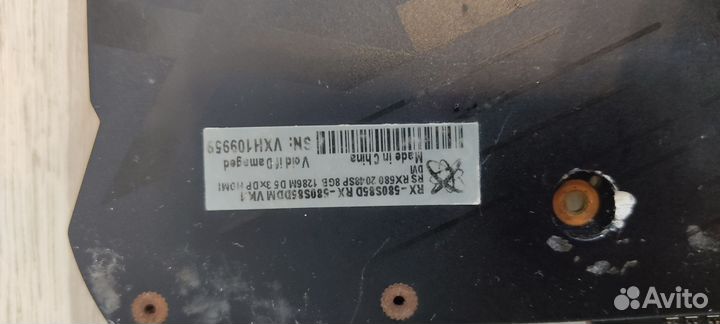 RX-580S85D RX-580S85DDM VK.1
RS RX580 2048SP 8GB 1286M D5 3xDP HDMI
DVI
Made in China
Void if Damaged
SN: VXH109959
Avito